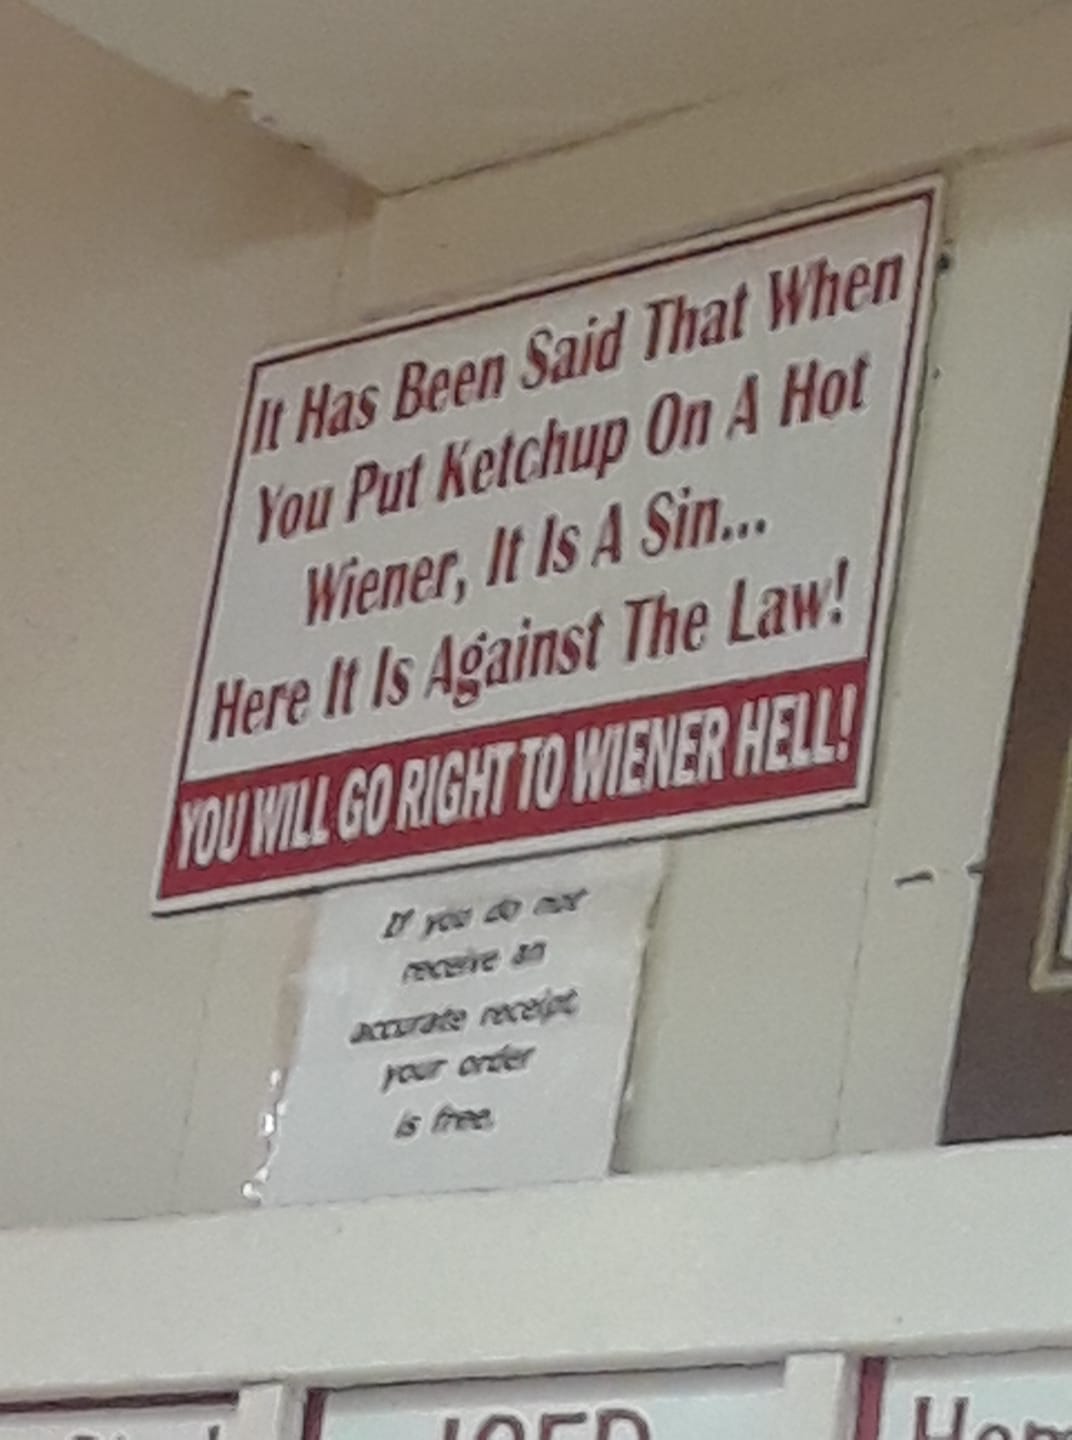 It Has Been Said That When
You Put Ketchup On A Hot
Wiener, It Is A Sin...
Here It Is Against The Law!
YOU WILL GO RIGHT TO WIENER HELL!
If you do not
receive an
accurate receipt,
your order
is free.
ICED